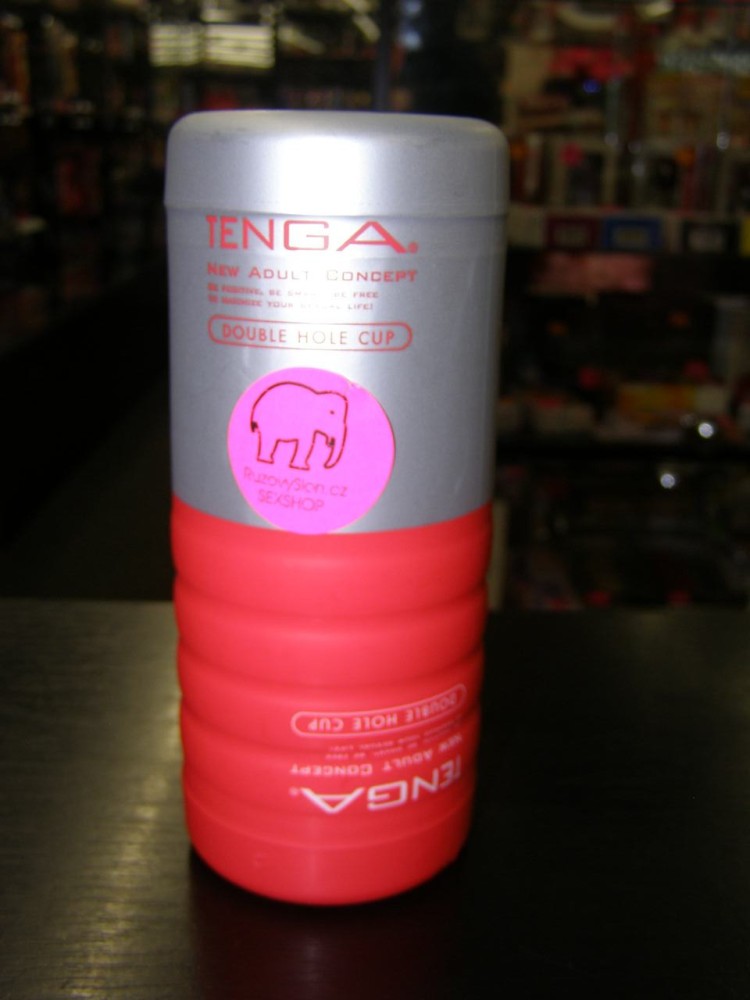 TENGA®
NEW ADULT CONCEPT
DOUBLE HOLE CUP
RuzovySlon.cz
SEXSHOP
TENGA®
NEW ADULT CONCEPT
DOUBLE HOLE CUP